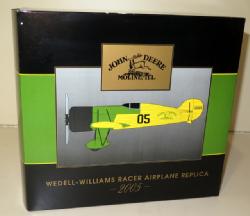 JOHN DEERE
MOLINE, ILL.
05
WEDELL-WILLIAMS RACER AIRPLANE REPLICA
-2005-